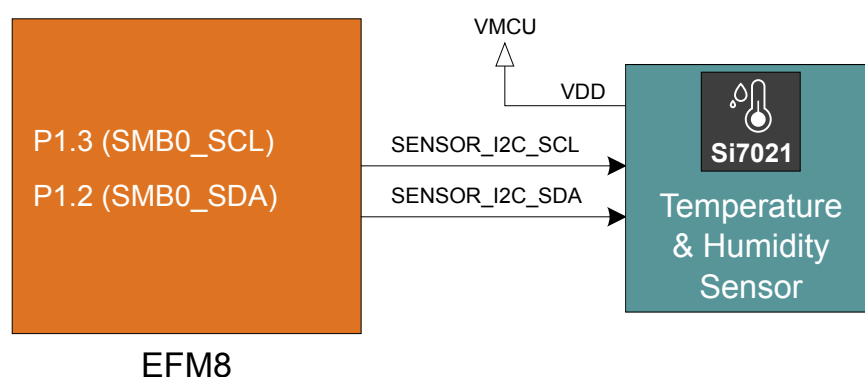 VMCU
VDD
P1.3 (SMB0_SCL)
SENSOR_I2C_SCL
P1.2 (SMB0_SDA)
SENSOR_I2C_SDA
Si7021
Temperature
& Humidity
Sensor
EFM8